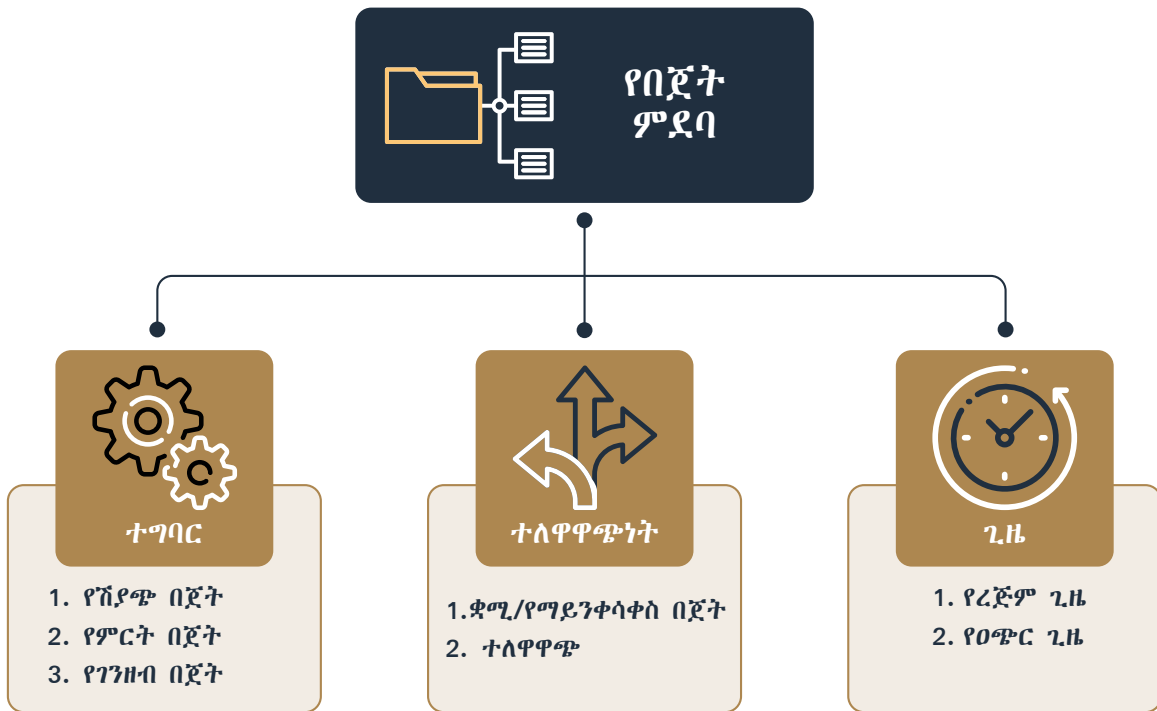 የበጀት
ምደባ
ተግባር
1. የሽያጭ በጀት
2. የምርት በጀት
3. የገንዘብ በጀት
ተለዋዋጭነት
1.ቋሚ/የማይንቀሳቀስ በጀት
2. ተለዋዋጭ
ጊዜ
1. የረጅም ጊዜ
2. የዐጭር ጊዜ